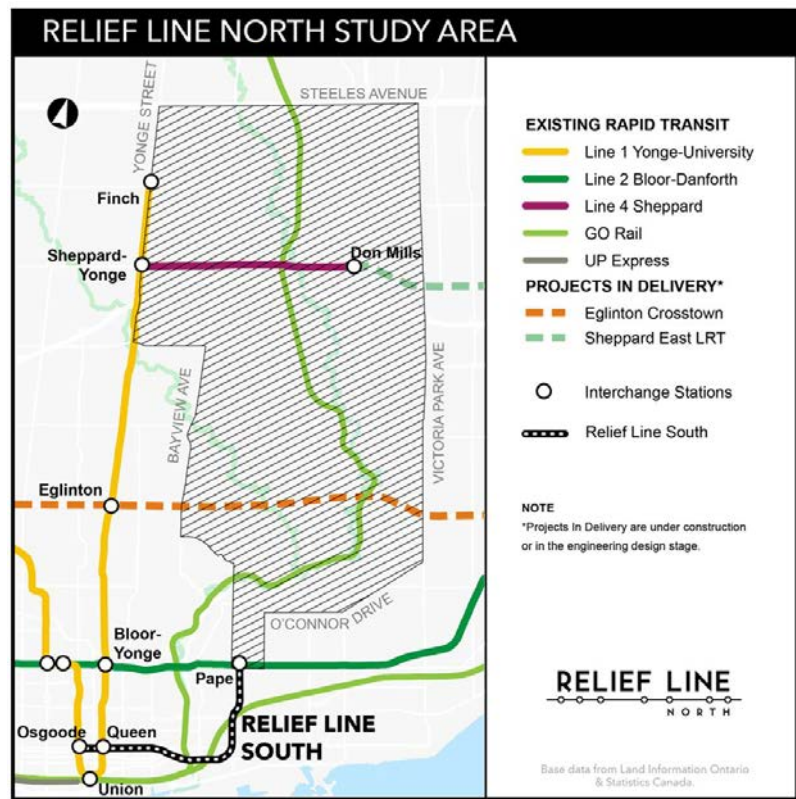 RELIEF LINE NORTH STUDY AREA
STEELES AVENUE
YONGE STREET
Finch
Sheppard-
Yonge
Don Mills
BAYVIEW AVE
VICTORIA PARK AVE
Eglinton
O'CONNOR DRIVE
Bloor-
Yonge
Pape
Osgoode
Queen
RELIEF LINE
SOUTH
Union
EXISTING RAPID TRANSIT
Line 1 Yonge-University
Line 2 Bloor-Danforth
Line 4 Sheppard
GO Rail
UP Express
PROJECTS IN DELIVERY*
Eglinton Crosstown
Sheppard East LRT
Interchange Stations
Relief Line South
NOTE
*Projects In Delivery are under construction
or in the engineering design stage.
RELIEF LINE
NORTH
Base data from Land Information Ontario
& Statistics Canada.